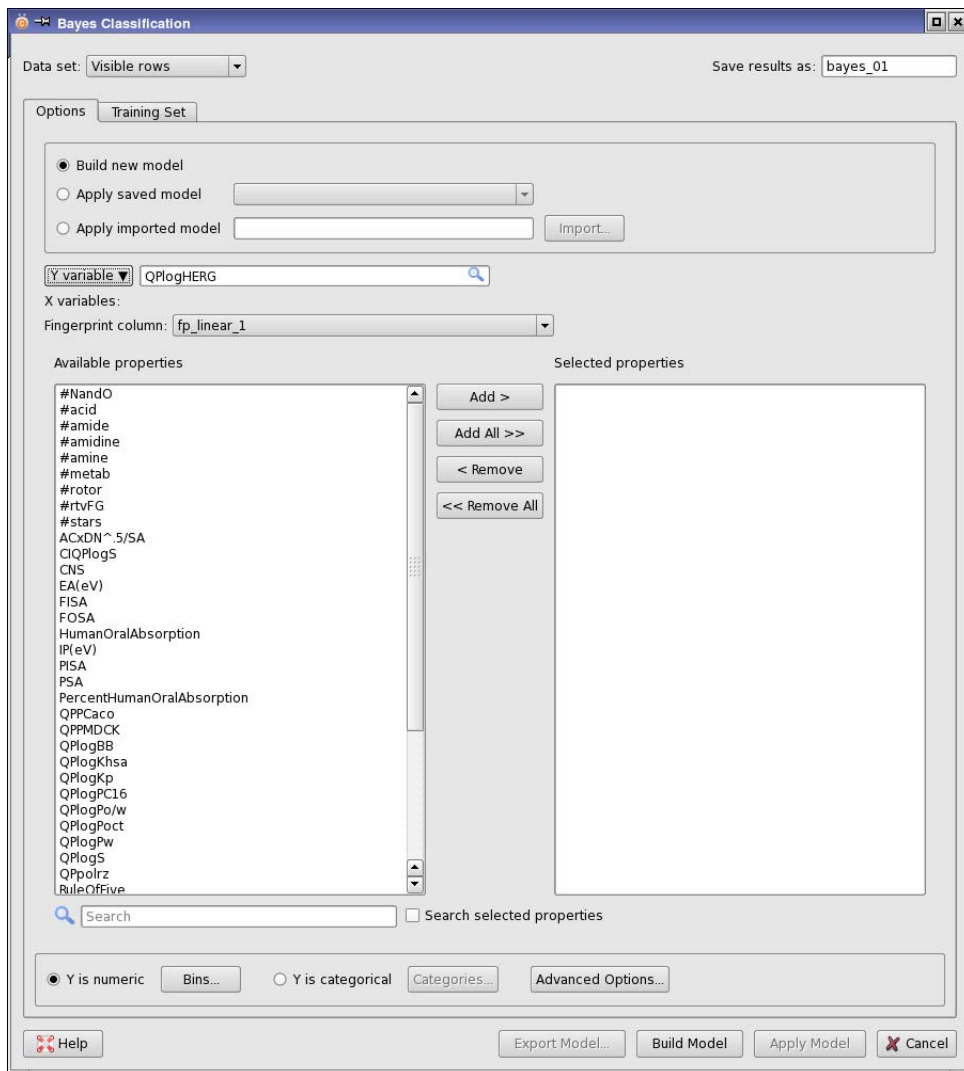 Bayes Classification
Data set: Visible rows
Save results as: bayes_01
Options
Training Set
Build new model
Apply saved model
Apply imported model
Import...
Y variable ▼ QPlogHERG
X variables:
Fingerprint column: fp_linear_1
Available properties
Selected properties
#NandO
#acid
#amide
#amidine
#amine
#metab
#rotor
#rtvFG
#stars
ACxDN^.5/SA
CIQPlogS
CNS
EA(eV)
FISA
FOSA
HumanOralAbsorption
IP(eV)
PISA
PSA
PercentHumanOralAbsorption
QPPCaco
QPPMDCK
QPlogBB
QPlogKhsa
QPlogKp
QPlogPC16
QPlogPo/w
QPlogPoct
QPlogPw
QPlogS
QPpolrz
RuleOfFive
Add >
Add All >>
< Remove
<< Remove All
Search
Search selected properties
Y is numeric
Bins...
Y is categorical
Categories...
Advanced Options...
Help
Export Model...
Build Model
Apply Model
Cancel